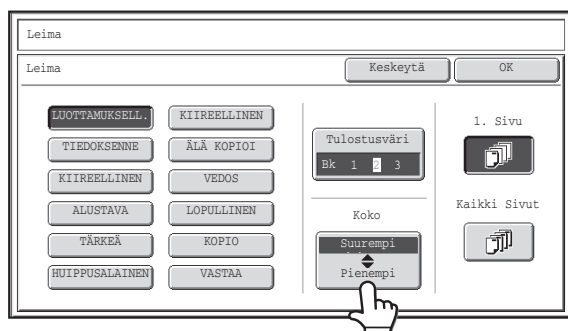 Leima
Leima
Keskeytä
OK
LUOTTAMUKSELL.
KIIREELLINEN
TIEDOKSENNE
ÄLÄ KOPIOI
KIIREELLINEN
VEDOS
ALUSTAVA
LOPULLINEN
TÄRKEÄ
KOPIO
HUIPPUSALAINEN
VASTAA
Tulostusväri
Bk 1 2 3
Koko
Suurempi
Pienempi
1. Sivu
Kaikki Sivut